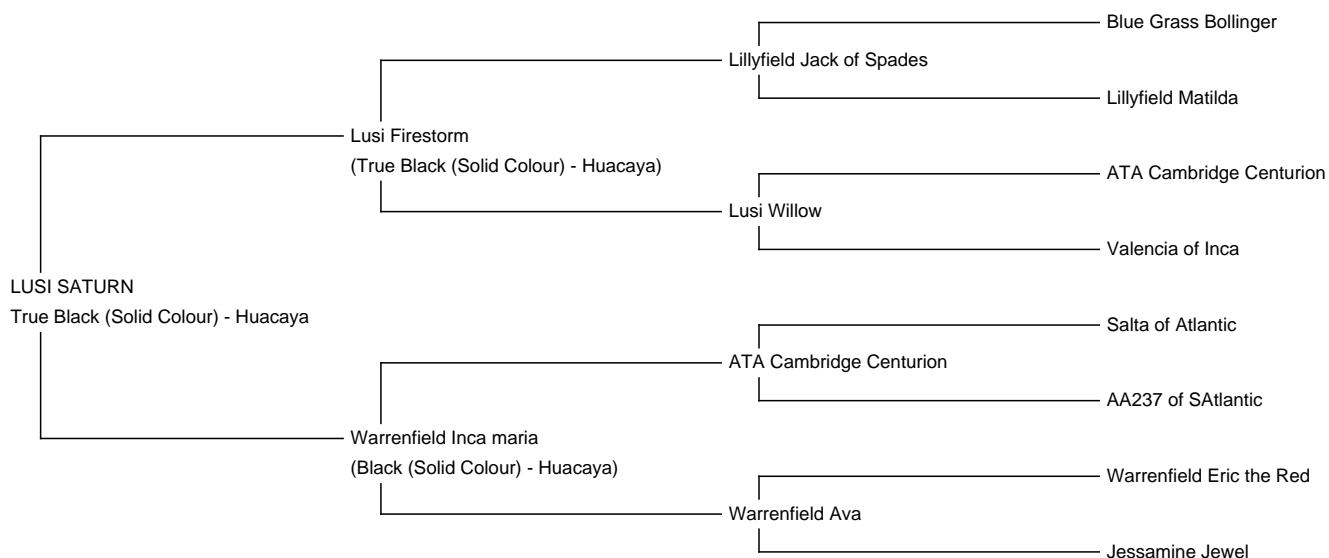 Blue Grass Bollinger
Lillyfield Jack of Spades
Lillyfield Matilda
Lusi Firestorm
(True Black (Solid Colour) - Huacaya)
ATA Cambridge Centurion
Lusi Willow
Valencia of Inca
LUSI SATURN
True Black (Solid Colour) - Huacaya
Salta of Atlantic
ATA Cambridge Centurion
AA237 of SAtlantic
Warrenfield Inca maria
(Black (Solid Colour) - Huacaya)
Warrenfield Eric the Red
Warrenfield Ava
Jessamine Jewel